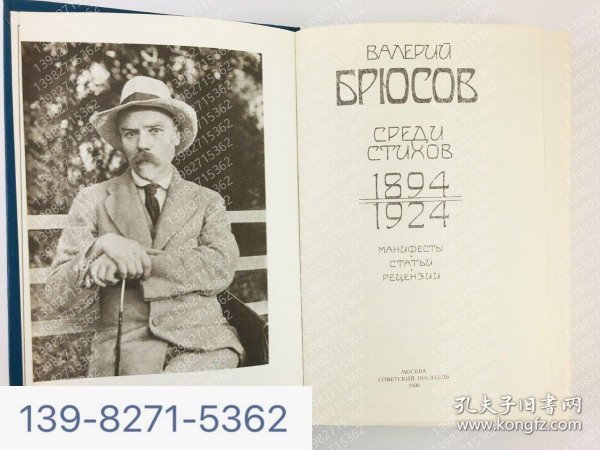 ВАЛЕРИЙ
БРЮСОВ
СРЕДИ
СТИХОВ
1894
1924
МАНИФЕСТЫ
СТАТЬИ
РЕЦЕНЗИИ
МОСКВА
СОВЕТСКИЙ ПИСАТЕЛЬ
1990
139-8271-5362
孔夫子旧书网
www.kongfz.com
13982715362